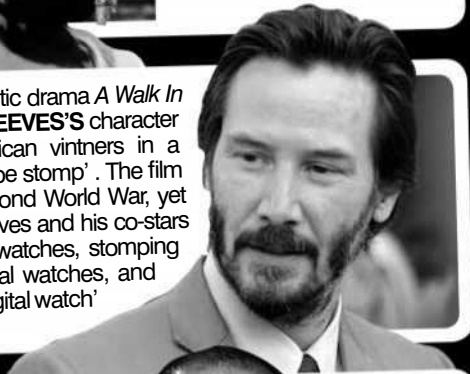 tic drama A Walk In
EEVES'S character
ican vintners in a
pe stomp' . The film
ond World War, yet
ves and his co-stars
watches, stomping
al watches, and
gital watch'